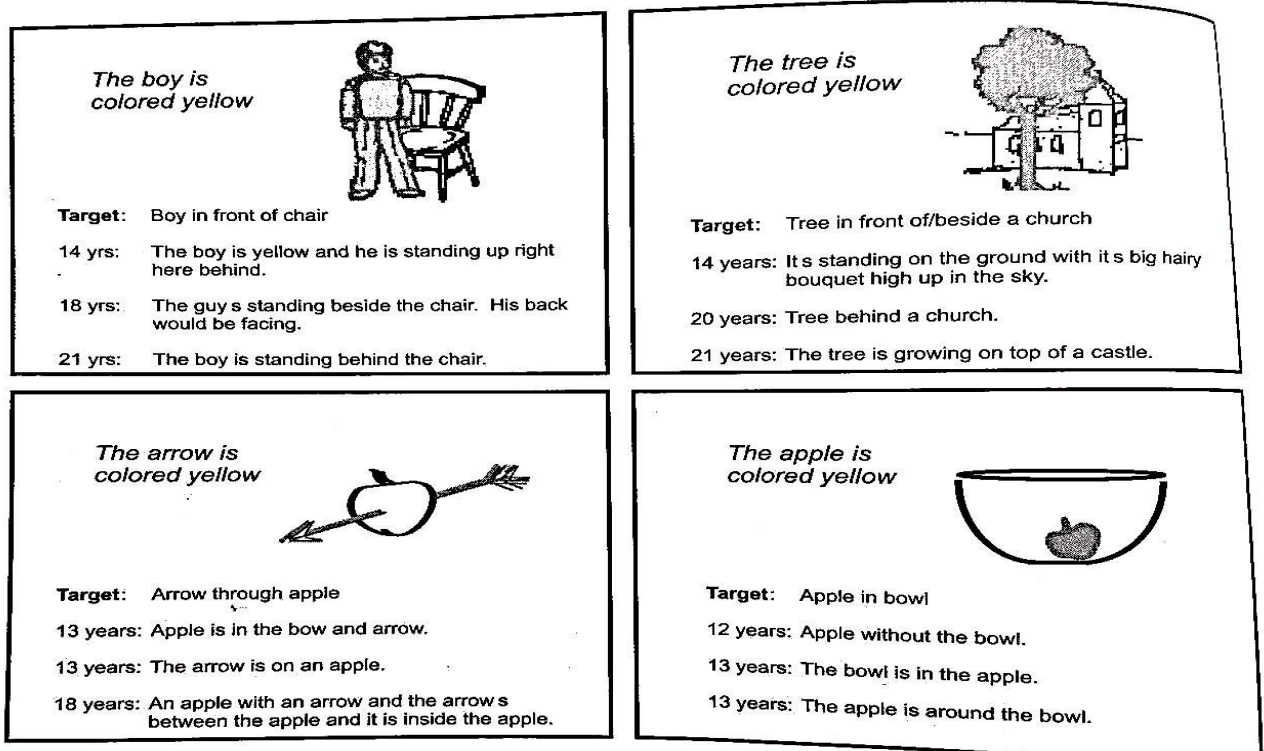 The boy is
colored yellow
Target: Boy in front of chair
14 yrs: The boy is yellow and he is standing up right
here behind.
18 yrs: The guy s standing beside the chair. His back
would be facing.
21 yrs: The boy is standing behind the chair.
The tree is
colored yellow
Target: Tree in front of/beside a church
14 years: It s standing on the ground with it s big hairy
bouquet high up in the sky.
20 years: Tree behind a church.
21 years: The tree is growing on top of a castle.
The arrow is
colored yellow
Target: Arrow through apple
13 years: Apple is in the bow and arrow.
13 years: The arrow is on an apple.
18 years: An apple with an arrow and the arrow s
between the apple and it is inside the apple.
The apple is
colored yellow
Target: Apple in bowl
12 years: Apple without the bowl.
13 years: The bowl is in the apple.
13 years: The apple is around the bowl.